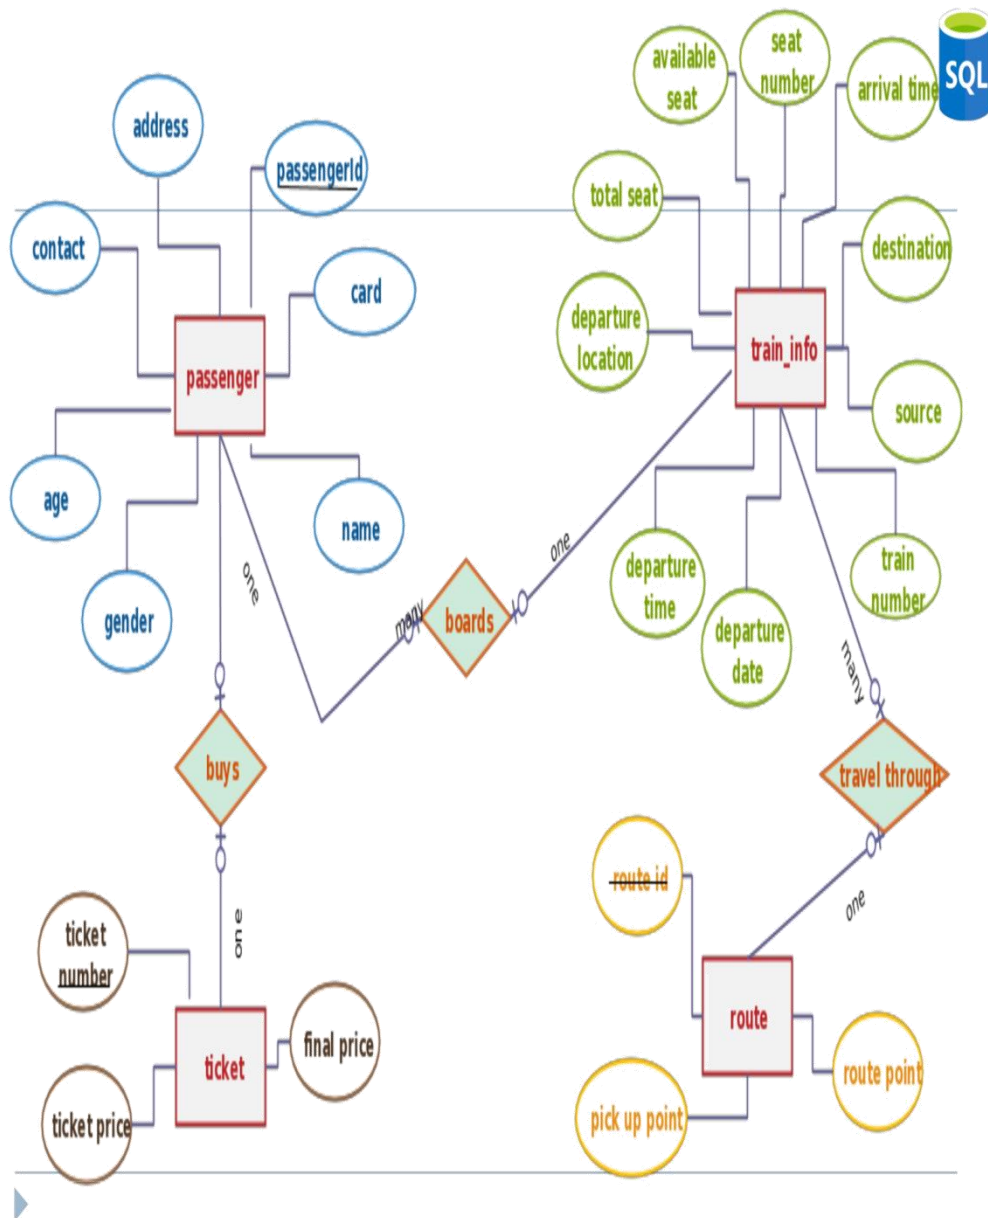 available
seat
seat
number
arrival time
SQL
address
passengerId
total seat
contact
card
destination
departure
location
train_info
passenger
source
age
name
one
one
departure
time
train
number
many
boards
gender
departure
date
many
buys
travel through
route id
one
ticket
number
one
route
final price
ticket
route point
ticket price
pick up point